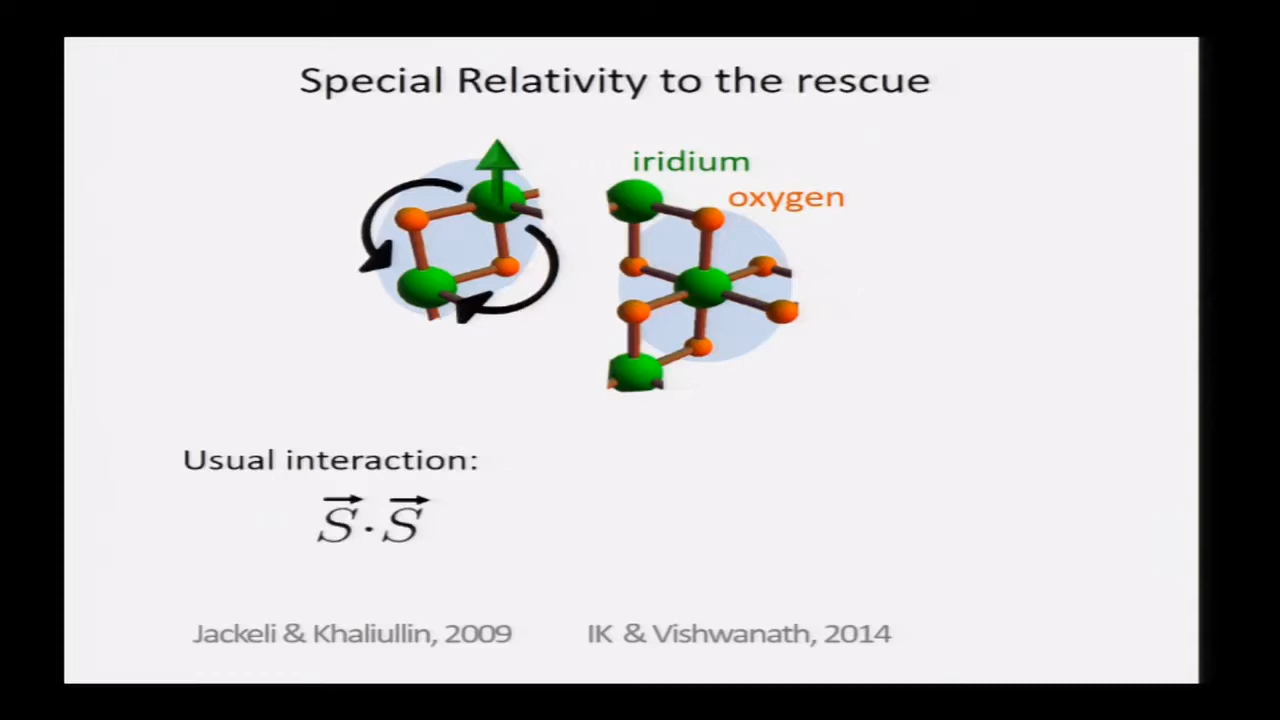 Special Relativity to the rescue
iridium
oxygen
Usual interaction:
S⃗ · S⃗
Jackeli & Khaliullin, 2009
IK & Vishwanath, 2014